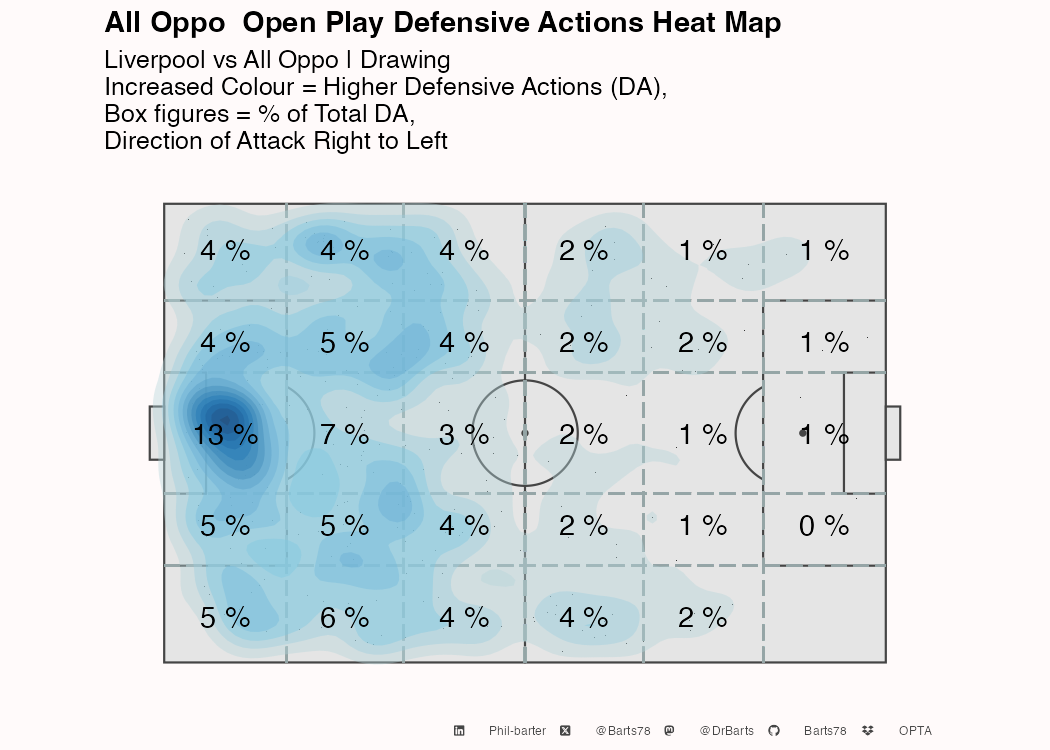 All Oppo  Open Play Defensive Actions Heat Map
Liverpool vs All Oppo | Drawing
Increased Colour = Higher Defensive Actions (DA),
Box figures = % of Total DA,
Direction of Attack Right to Left
4 % 4 % 4 % 2 % 1 % 1 %
4 % 5 % 4 % 2 % 2 % 1 %
13 % 7 % 3 % 2 % 1 % 1 %
5 % 5 % 4 % 2 % 1 % 0 %
5 % 6 % 4 % 4 % 2 %
Phil-barter @Barts78 @DrBarts Barts78 OPTA